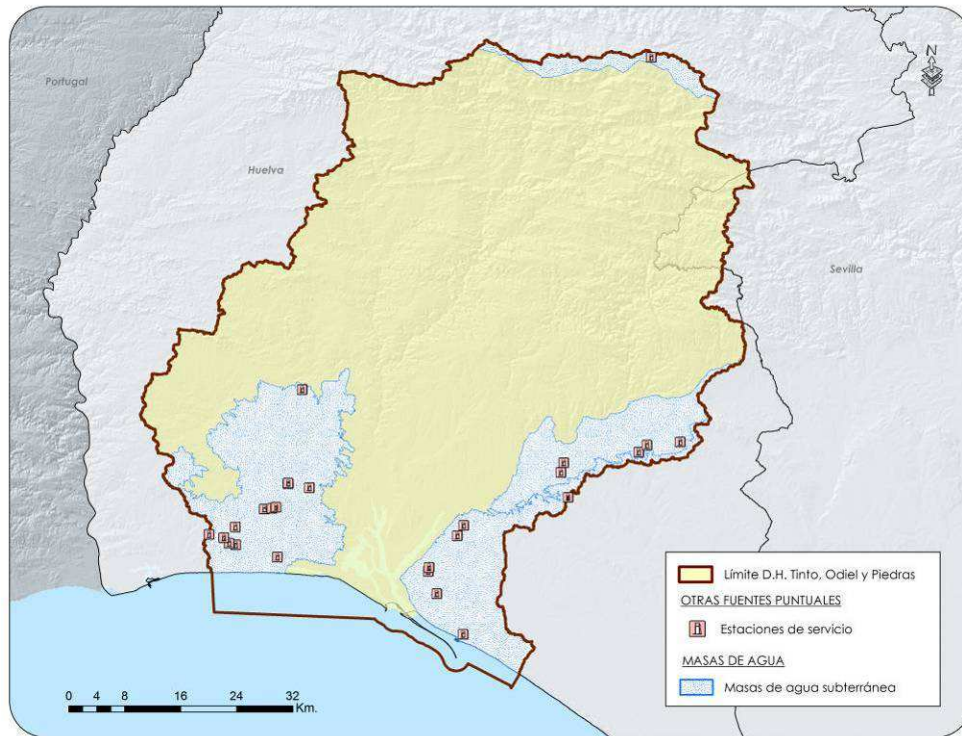 Portugal
N
Huelva
Sevilla
Límite D.H. Tinto, Odiel y Piedras
OTRAS FUENTES PUNTUALES
Estaciones de servicio
MASAS DE AGUA
Masas de agua subterránea
0 4 8 16 24 32
Km.